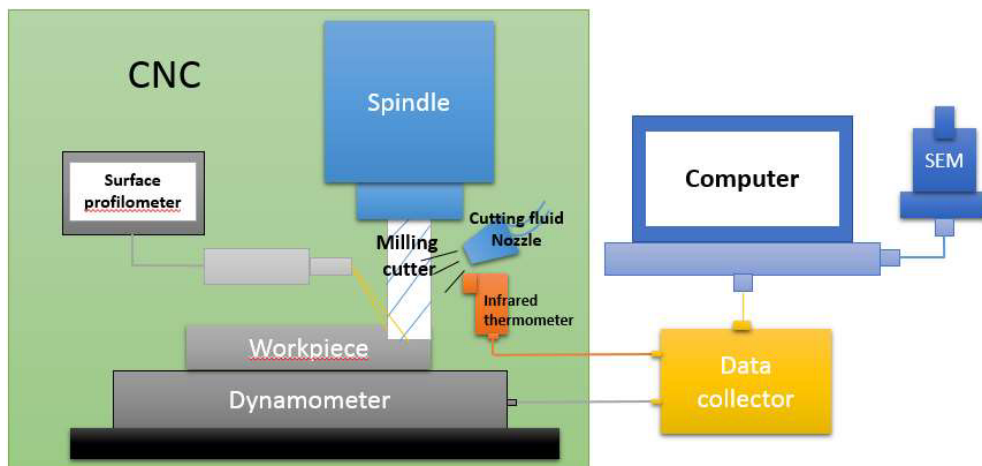 CNC
Spindle
Surface
profilometer
Computer
SEM
Cutting fluid
Nozzle
Milling
cutter
Infrared
thermometer
Workpiece
Data
collector
Dynamometer